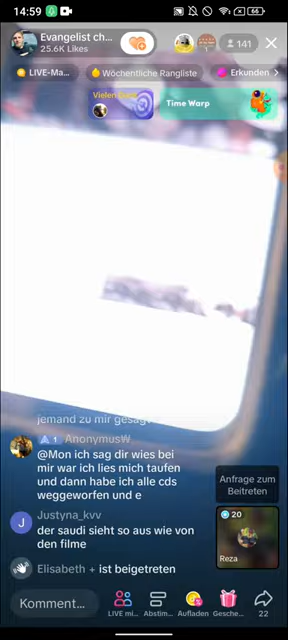 14:59
66
Evangelist ch...
25.6K Likes
141
LIVE-Ma...
Wöchentliche Rangliste
Erkunden
Time Warp
jemand zu mir gesagt
1 AnonymusW
@Mon ich sag dir wies bei
mir war ich lies mich taufen
und dann habe ich alle cds
weggeworfen und e
Anfrage zum
Beitreten
J
Justyna_kvv
der saudi sieht so aus wie von
den filme
20
Reza
Elisabeth + ist beigetreten
Komment...
LIVE mi...
Abstim...
Aufladen
Gesche...
22